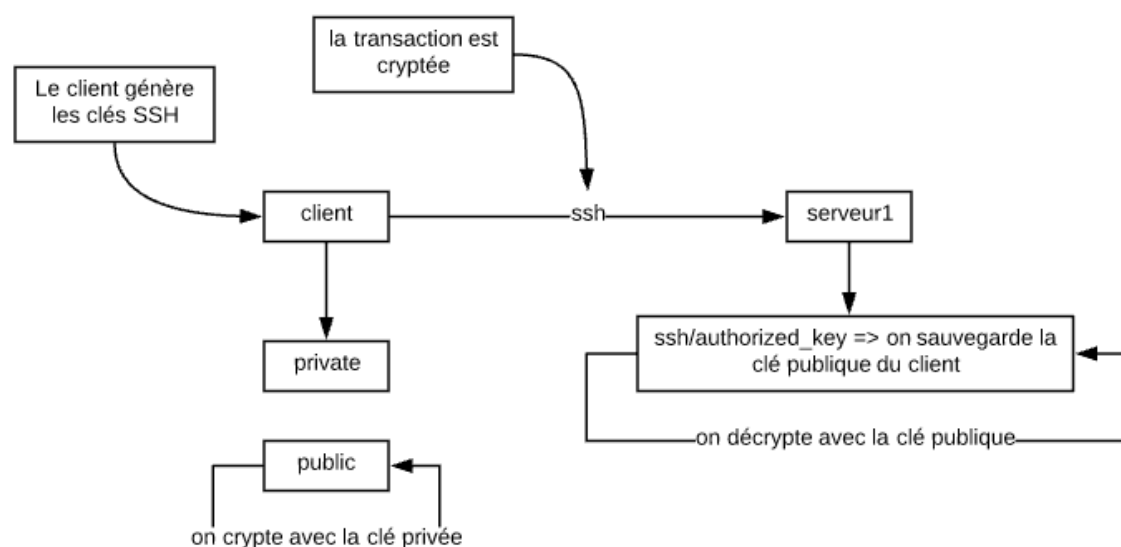 la transaction est
cryptée
Le client génère
les clés SSH
client
ssh
serveur1
private
ssh/authorized_key => on sauvegarde la
clé publique du client
on décrypte avec la clé publique
public
on crypte avec la clé privée